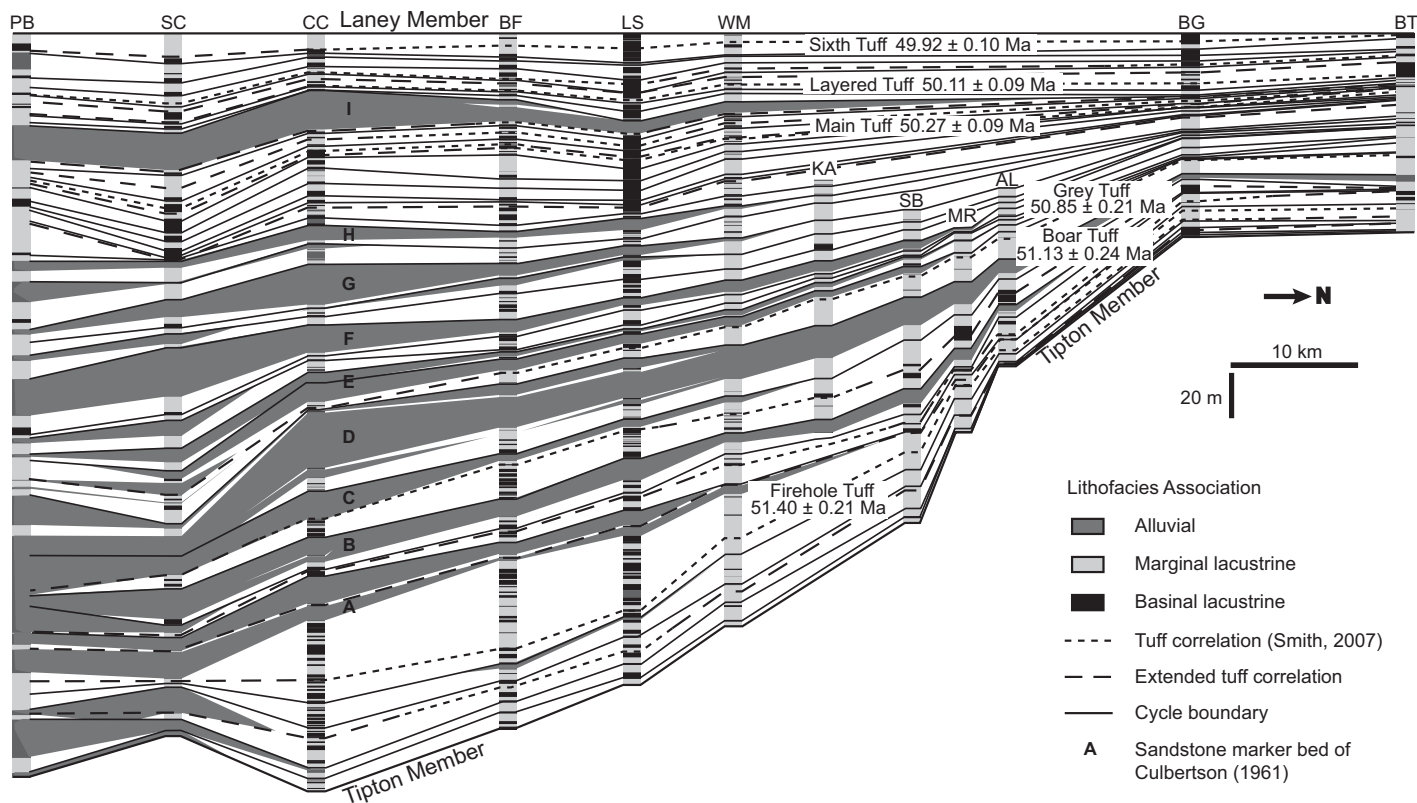 PB SC CC Laney Member BF LS WM BG BT
Sixth Tuff 49.92 ± 0.10 Ma
Layered Tuff 50.11 ± 0.09 Ma
I
Main Tuff 50.27 ± 0.09 Ma
KA
AL
Grey Tuff
50.85 ± 0.21 Ma
SB
MR
H
Boar Tuff
51.13 ± 0.24 Ma
G
N
Tipton Member
F
10 km
E
20 m
D
Firehole Tuff
51.40 ± 0.21 Ma
C
B
A
Tipton Member
Lithofacies Association
Alluvial
Marginal lacustrine
Basinal lacustrine
Tuff correlation (Smith, 2007)
Extended tuff correlation
Cycle boundary
A Sandstone marker bed of
Culbertson (1961)